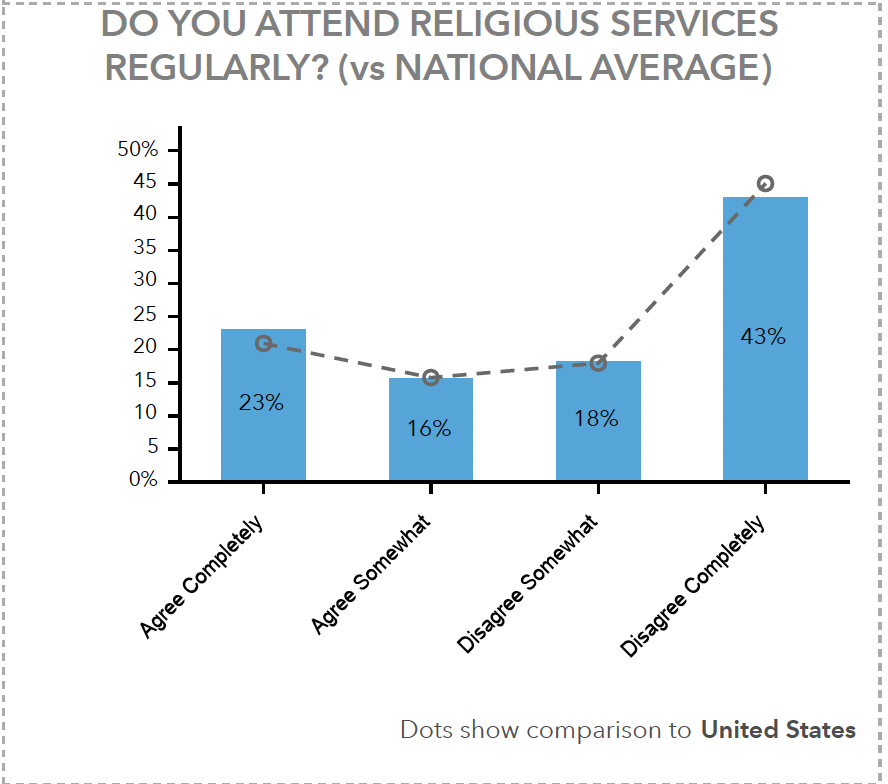 DO YOU ATTEND RELIGIOUS SERVICES
REGULARLY? (vs NATIONAL AVERAGE)
50%
45
40
35
30
25
20
15
10
5
0%
23%
16%
18%
43%
Agree Completely
Agree Somewhat
Disagree Somewhat
Disagree Completely
Dots show comparison to United States